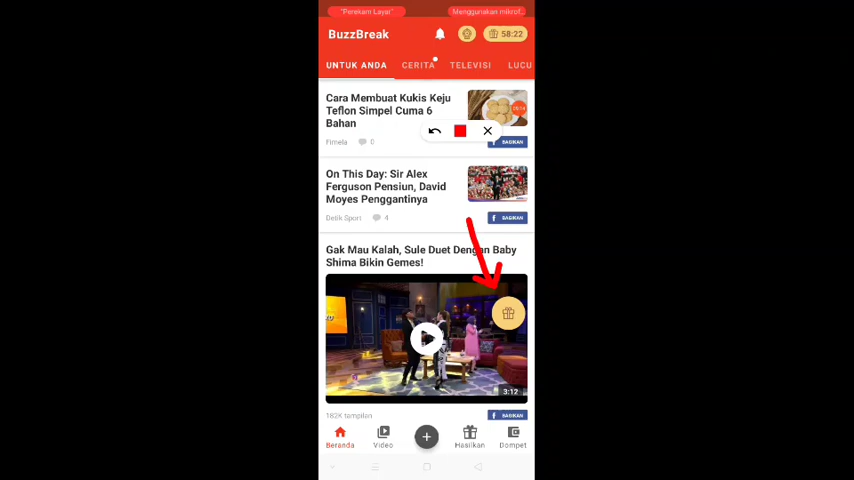 "Perekam Layar"
Menggunakan mikrof..
BuzzBreak
58:22
UNTUK ANDA
CERITA
TELEVISI
LUCU
Cara Membuat Kukis Keju
Teflon Simpel Cuma 6
Bahan
Fimela
0
BAGIKAN
On This Day: Sir Alex
Ferguson Pensiun, David
Moyes Penggantinya
Detik Sport
4
BAGIKAN
Gak Mau Kalah, Sule Duet Dengan Baby
Shima Bikin Gemes!
3:12
182K tampilan
BAGIKAN
Beranda
Video
Hasilkan
Dompet